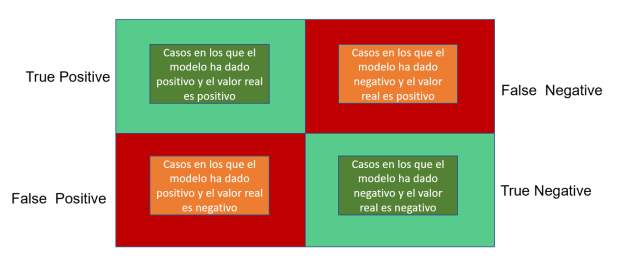 True Positive
Casos en los que el
modelo ha dado
positivo y el valor real
es positivo
Casos en los que el
modelo ha dado
negativo y el valor
real es positivo
False  Negative
False  Positive
Casos en los que el
modelo ha dado
positivo y el valor real
es negativo
Casos en los que el
modelo ha dado
negativo y el valor
real es negativo
True Negative